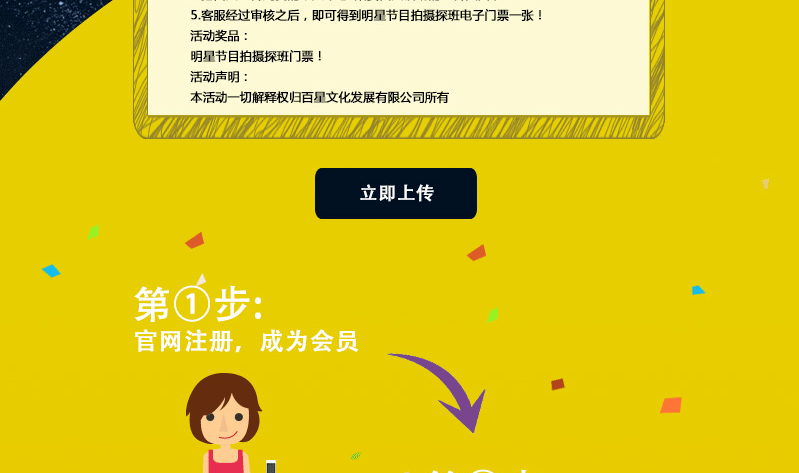 5.客服经过审核之后，即可得到明星节目拍摄探班电子门票一张！
活动奖品：
明星节目拍摄探班门票！
活动声明：
本活动一切解释权归百星文化发展有限公司所有
立即上传
第①步:
官网注册，成为会员